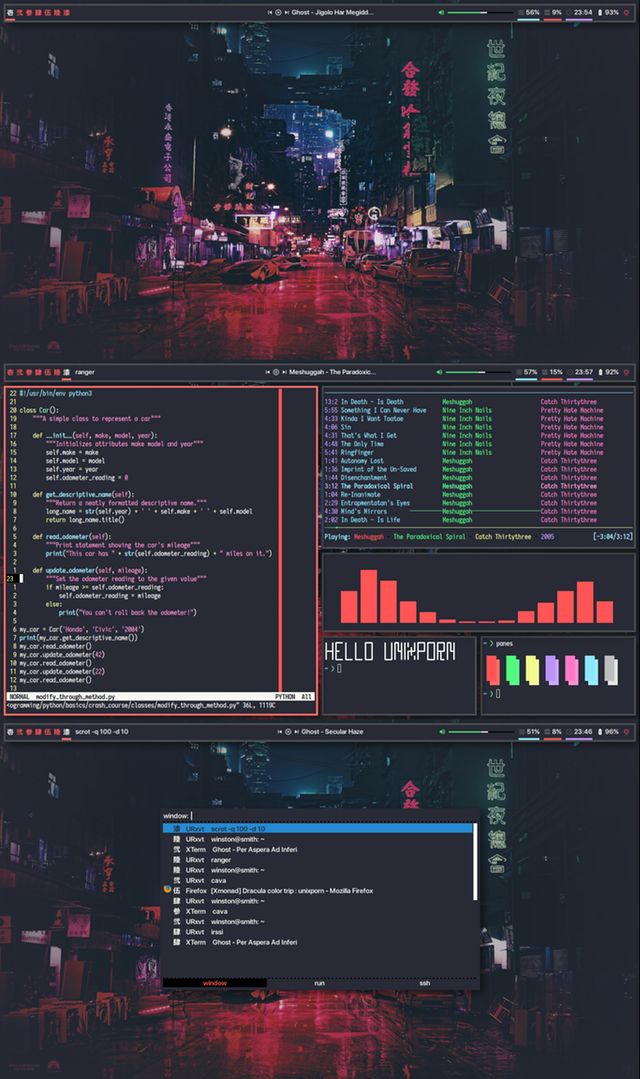 壱 弐 参 肆 伍 陸 漆
Ghost - Jigolo Har Megidd...
56% 9% 23:54 93%
世紀夜總會
合發
香港永益電子公司
壱 弐 参 肆 伍 陸 漆 ranger
Meshuggah - The Paradoxic...
57% 15% 23:57 92%
22 #!/usr/bin/env python3
21
20 class Car():
19 """A simple class to represent a car"""
18
17 def __init__(self, make, model, year):
16 """Initializes attributes make model and year"""
15 self.make = make
14 self.model = model
13 self.year = year
12 self.odometer_reading = 0
11
10 def get_descriptive_name(self):
9 """Return a neatly formatted descriptive name."""
8 long_name = str(self.year) + ' ' + self.make + ' ' + self.model
7 return long_name.title()
6
5 def read_odometer(self):
4 """Print statement showing the car's mileage"""
3 print("This car has " + str(self.odometer_reading) + " miles on it.")
2
1 def update_odometer(self, mileage):
23 """Set the odometer reading to the given value"""
1 if mileage >= self.odometer_reading:
2 self.odometer_reading = mileage
3 else:
4 print("You can't roll back the odometer!")
5
6 my_car = Car('Honda', 'Civic', '2004')
7 print(my_car.get_descriptive_name())
8 my_car.read_odometer()
9 my_car.update_odometer(42)
10 my_car.read_odometer()
11 my_car.update_odometer(22)
12 my_car.read_odometer()
13
NORMAL modify_through_method.py PYTHON All
<ogramming/python/basics/crash_course/classes/modify_through_method.py" 36L, 1119C
13:2 In Death - Is Death Meshuggah Catch Thirtythree
5:55 Something I Can Never Have Nine Inch Nails Pretty Hate Machine
4:33 Kinda I Want Tootoe Nine Inch Nails Pretty Hate Machine
4:06 Sin Nine Inch Nails Pretty Hate Machine
4:31 That's What I Get Nine Inch Nails Pretty Hate Machine
4:48 The Only Time Nine Inch Nails Pretty Hate Machine
5:41 Ringfinger Nine Inch Nails Pretty Hate Machine
1:41 Autonomy Lost Meshuggah Catch Thirtythree
1:36 Imprint of the Un-Saved Meshuggah Catch Thirtythree
1:44 Disenchantment Meshuggah Catch Thirtythree
3:12 The Paradoxical Spiral Meshuggah Catch Thirtythree
1:04 Re-Inanimate Meshuggah Catch Thirtythree
2:29 Entrapmentation's Eyes Meshuggah Catch Thirtythree
4:30 Mind's Mirrors Meshuggah Catch Thirtythree
2:02 In Death - Is Life Meshuggah Catch Thirtythree
Playing: Meshuggah The Paradoxical Spiral Catch Thirtythree 2005 [-3:04/3:12]
HELLO UNIXPORN
~ >
~ > panes
~ >
壱 弐 参 肆 伍 陸 漆 scrot -q 100 -d 10
Ghost - Secular Haze
51% 8% 23:46 96%
世紀夜總會
合發
window:
漆 URxvt scrot -q 100 -d 10
陸 URxvt winston@smith: ~
弐 XTerm Ghost - Per Aspera Ad Inferi
陸 URxvt ranger
弐 URxvt winston@smith: ~
弐 URxvt cava
伍 Firefox [Xmonad] Dracula color trip : unixporn - Mozilla Firefox
肆 URxvt winston@smith: ~
参 XTerm cava
弐 URxvt winston@smith: ~
肆 URxvt irssi
肆 XTerm Ghost - Per Aspera Ad Inferi
window run ssh